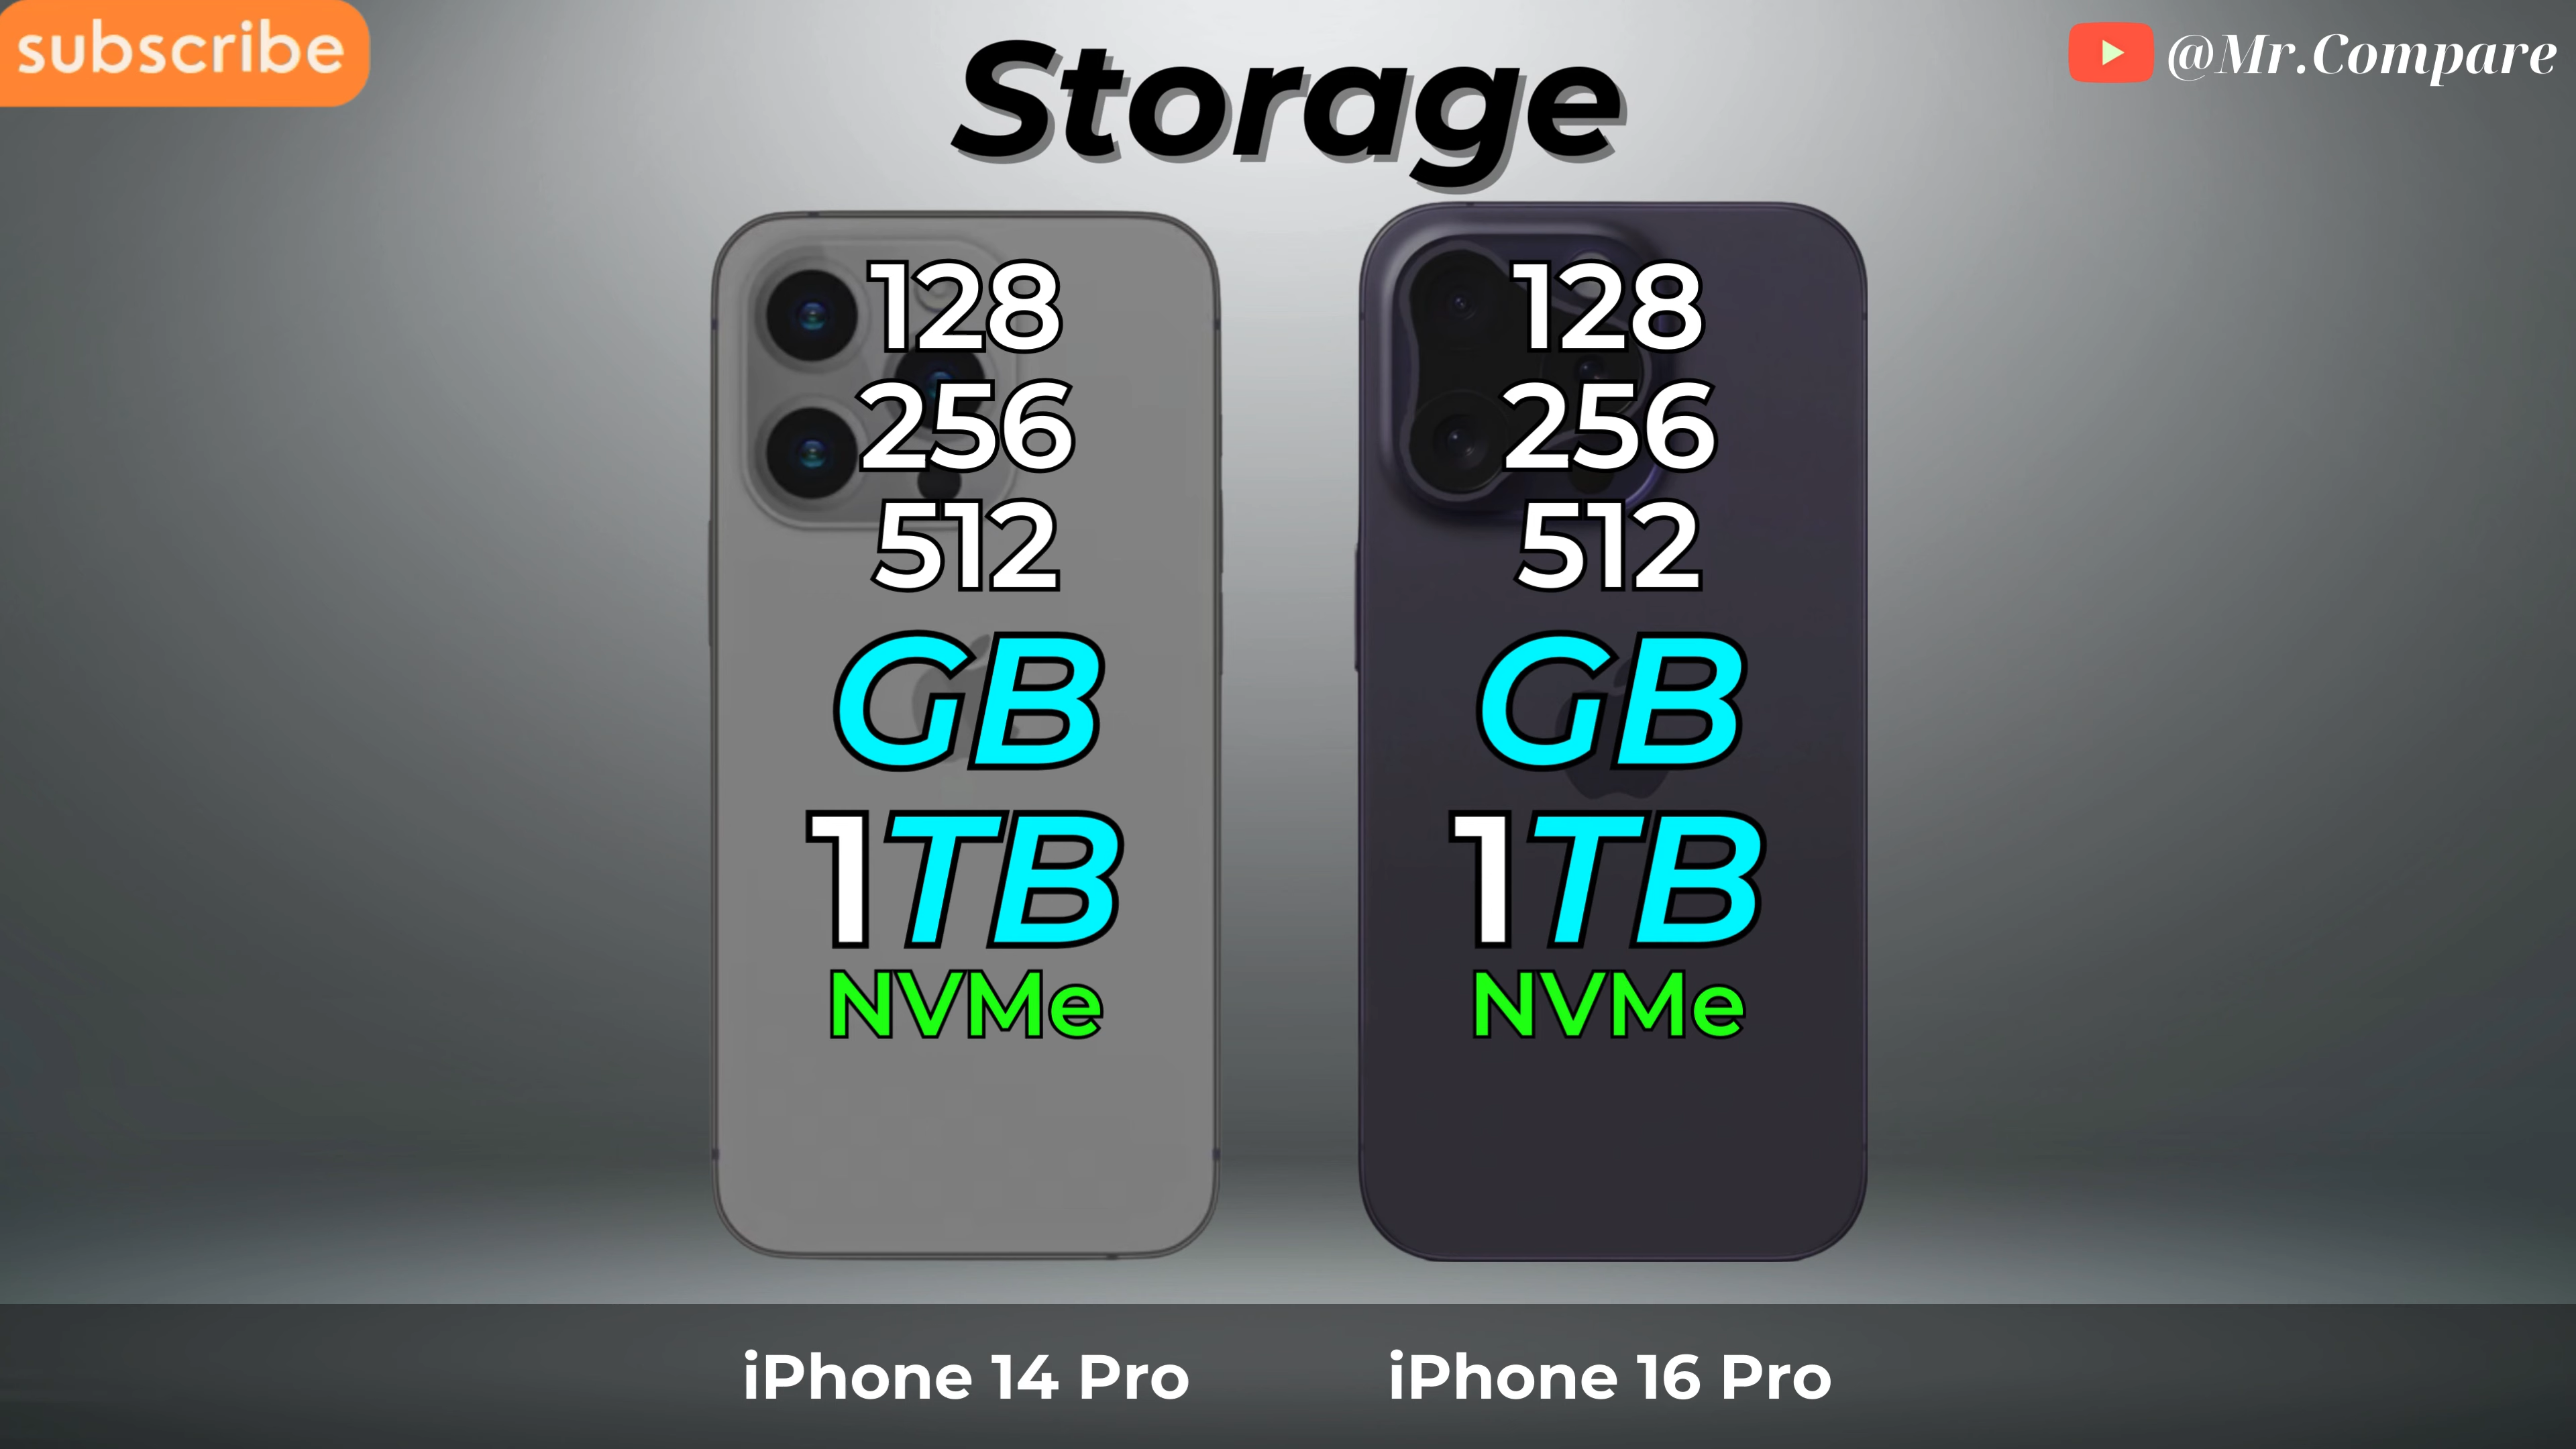 subscribe
Storage
@Mr.Compare
128
256
512
GB
1TB
NVMe
128
256
512
GB
1TB
NVMe
iPhone 14 Pro
iPhone 16 Pro